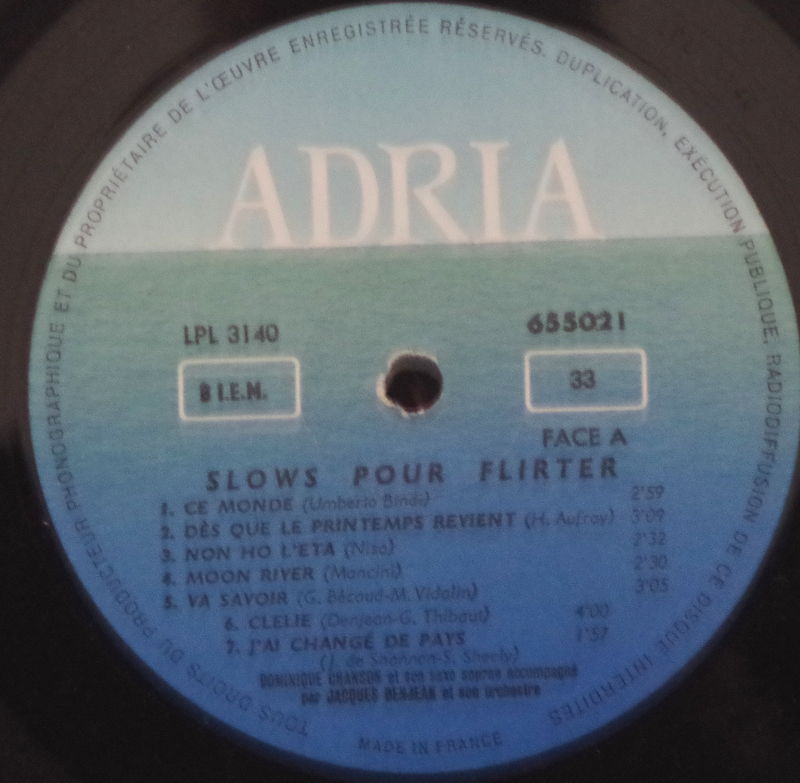 TOUS DROITS DU PRODUCTEUR PHONOGRAPHIQUE ET DU PROPRIÉTAIRE DE L'ŒUVRE ENREGISTRÉE RÉSERVÉS. DUPLICATION, EXÉCUTION PUBLIQUE, RADIODIFFUSION DE CE DISQUE INTERDITES
ADRIA
LPL 3140 655021
B I.E.M. 33
FACE A
SLOWS POUR FLIRTER
1. CE MONDE (Umberto Bindi) 2'59
2. DÈS QUE LE PRINTEMPS REVIENT (H. Aufray) 3'09
3. NON HO L'ETA (Nisa) 2'32
4. MOON RIVER (Mancini) 2'30
5. VA SAVOIR (G. Bécaud-M. Vidalin) 3'05
6. CLELIE (Denjean-G. Thibaut) 4'00
7. J'AI CHANGÉ DE PAYS 1'57
(J. de Shannon-S. Sheely)
DOMINIQUE CHANSON et son saxo soprano accompagné
par JACQUES DENJEAN et son orchestre
MADE IN FRANCE